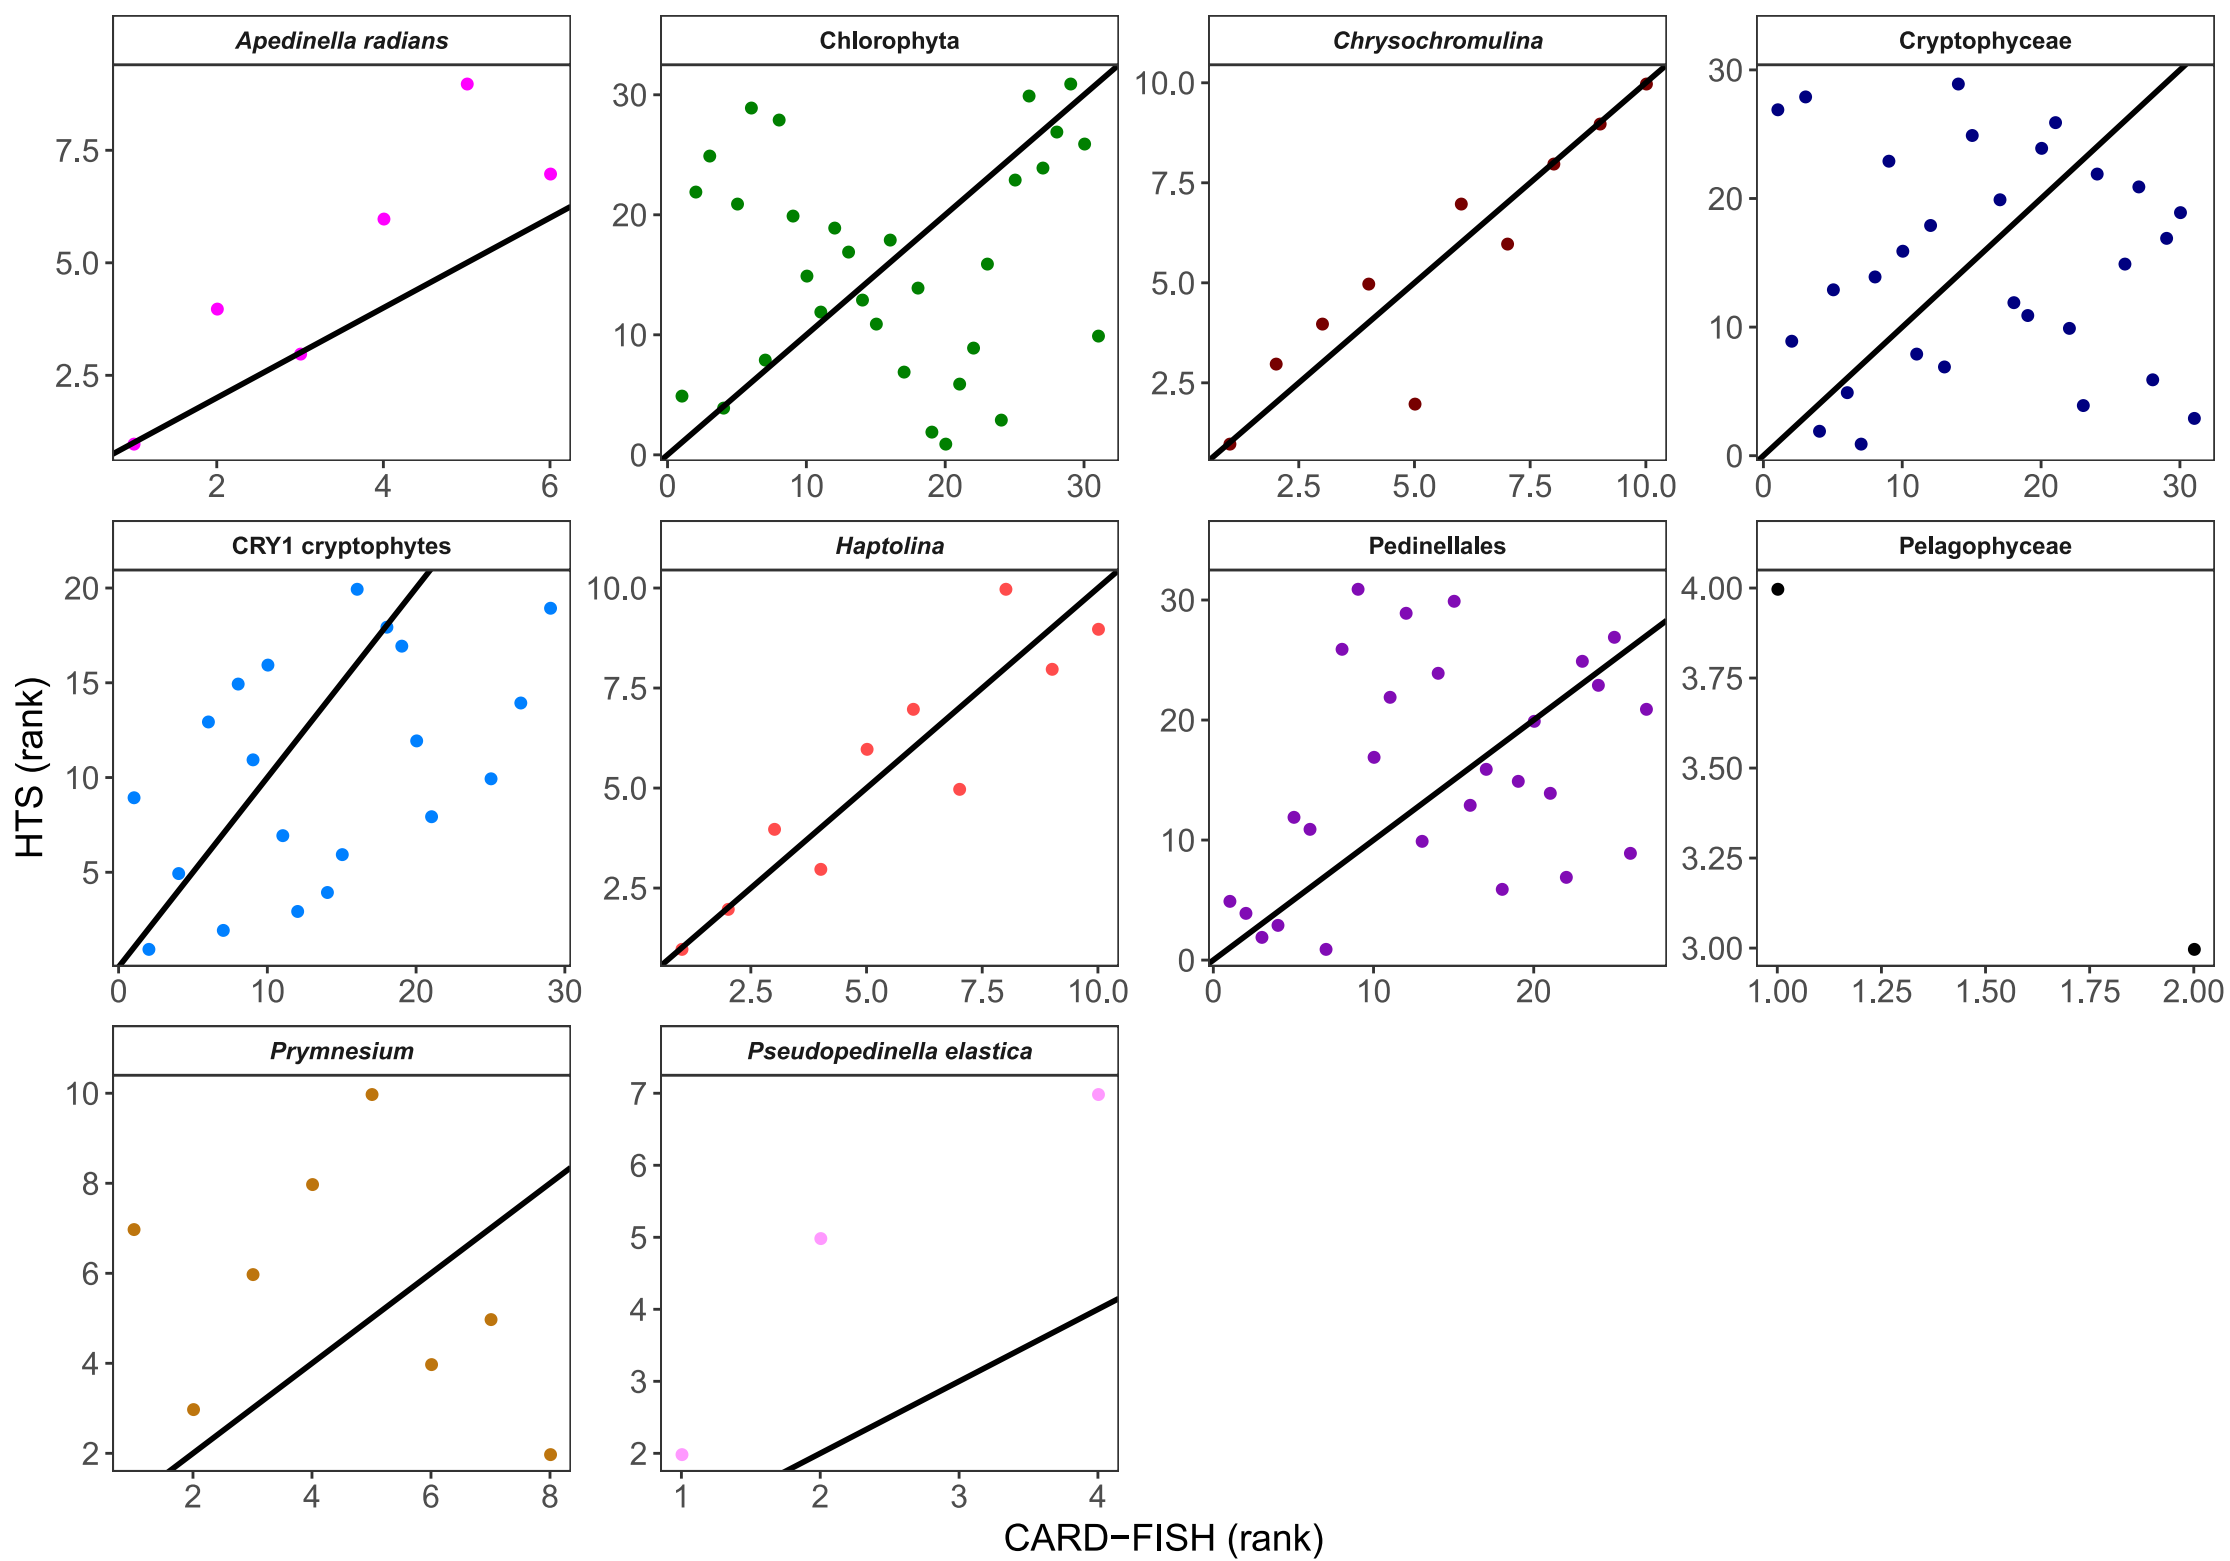 Apedinella radians
Chlorophyta
Chrysochromulina
Cryptophyceae
7.5
5.0
2.5
2 4 6
30
20
10
0
0 10 20 30
10.0
7.5
5.0
2.5
2.5 5.0 7.5 10.0
30
20
10
0
0 10 20 30
CRY1 cryptophytes
Haptolina
Pedinellales
Pelagophyceae
20
15
10
5
0 10 20 30
10.0
7.5
5.0
2.5
2.5 5.0 7.5 10.0
30
20
10
0
0 10 20
4.00
3.75
3.50
3.25
3.00
1.00 1.25 1.50 1.75 2.00
Prymnesium
Pseudopedinella elastica
10
8
6
4
2
2 4 6 8
7
6
5
4
3
2
1 2 3 4
HTS (rank)
CARD−FISH (rank)